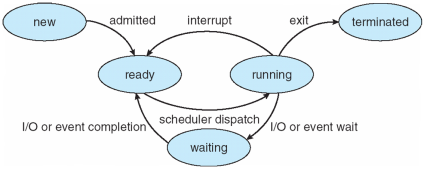 new
admitted
interrupt
exit
terminated
ready
running
I/O or event completion
scheduler dispatch
I/O or event wait
waiting